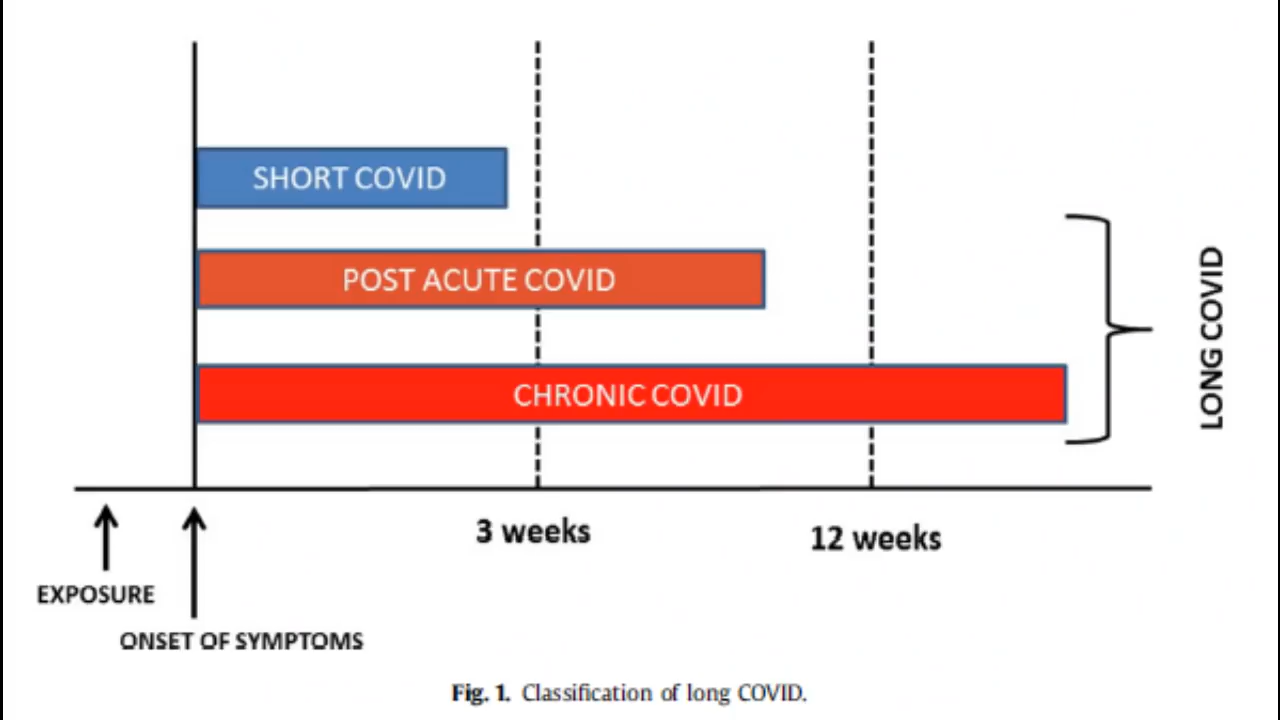 SHORT COVID
POST ACUTE COVID
CHRONIC COVID
LONG COVID
3 weeks
12 weeks
EXPOSURE
ONSET OF SYMPTOMS
Fig. 1. Classification of long COVID.